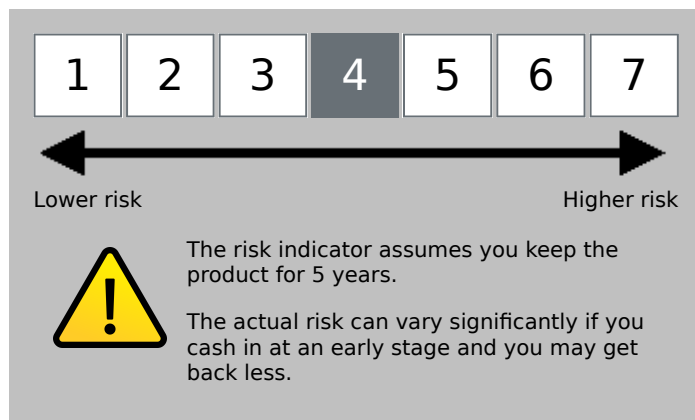 1 2 3 4 5 6 7
Lower risk Higher risk
The risk indicator assumes you keep the
product for 5 years.
The actual risk can vary significantly if you
cash in at an early stage and you may get
back less.